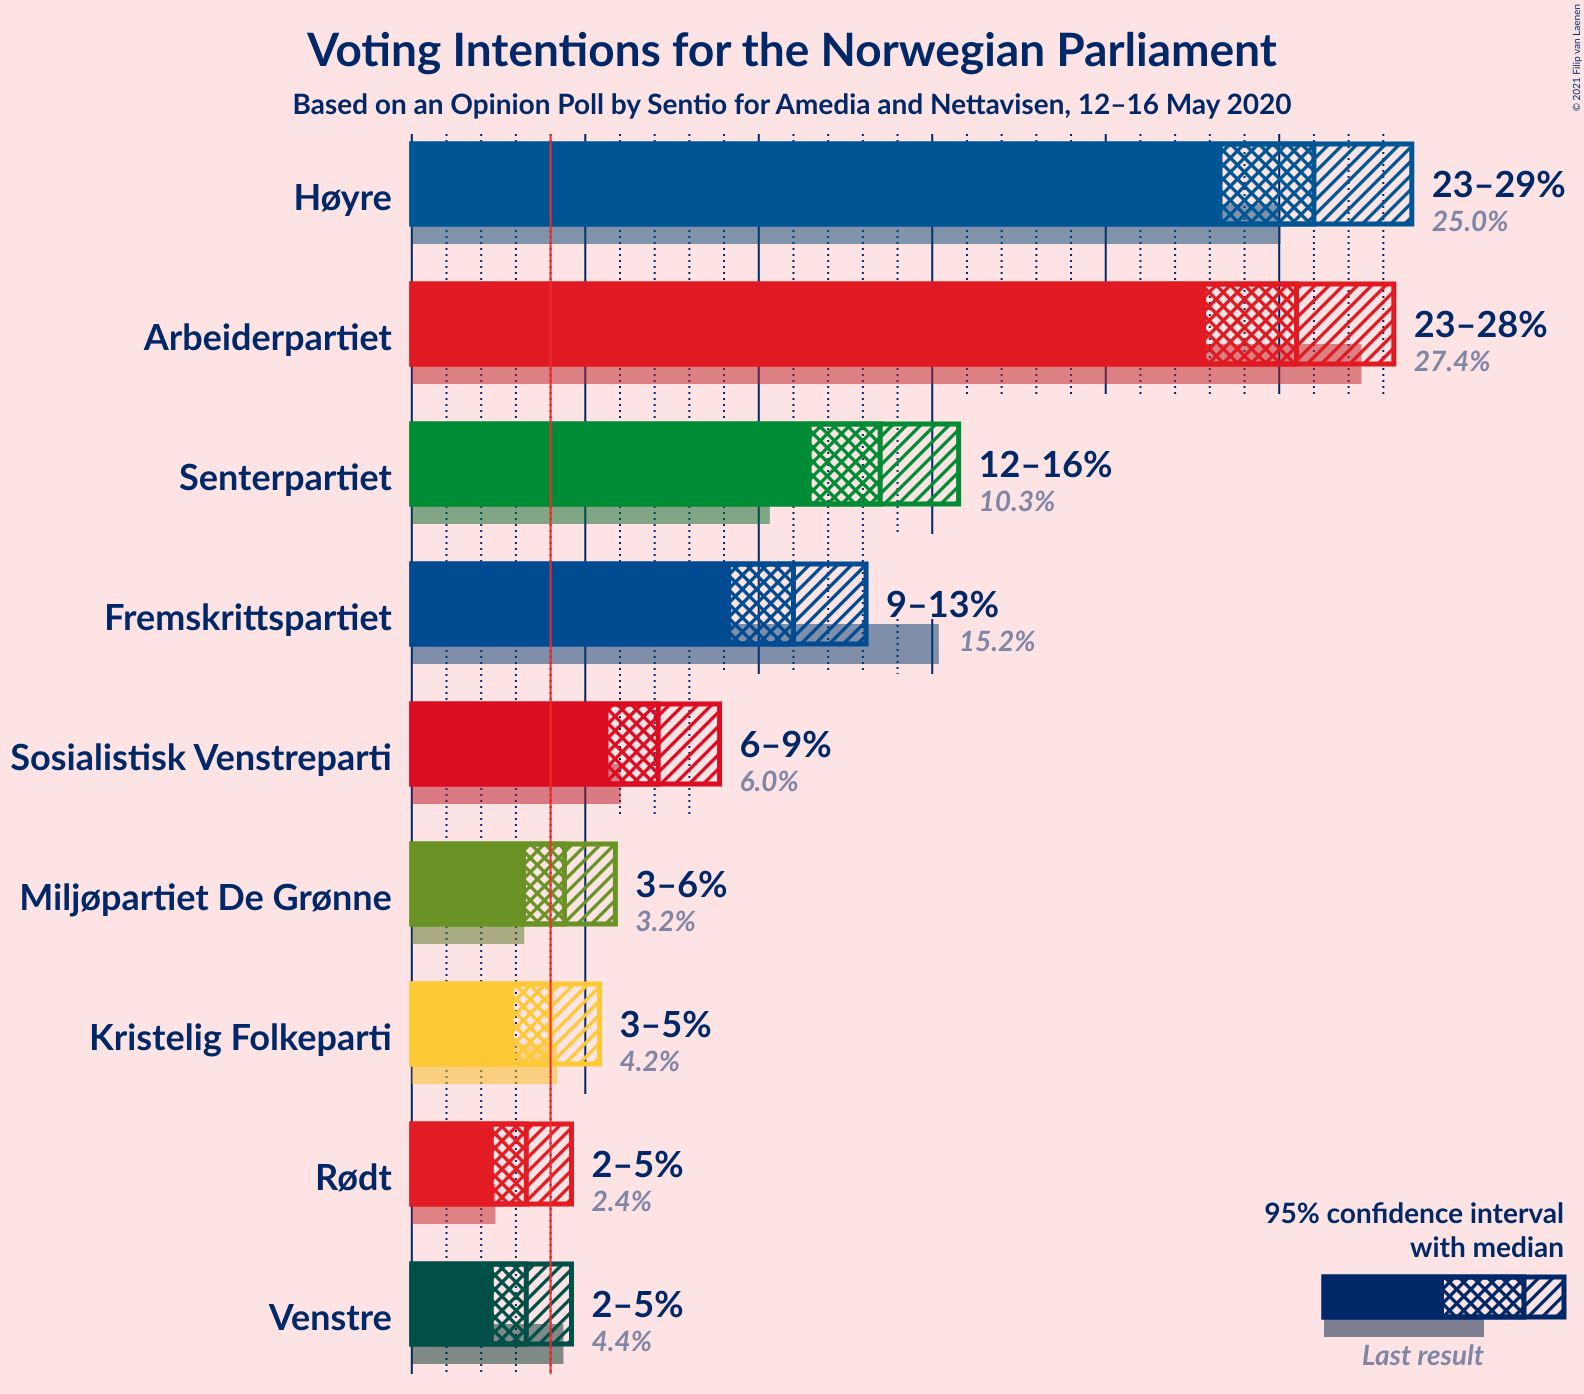 Voting Intentions for the Norwegian Parliament
Based on an Opinion Poll by Sentio for Amedia and Nettavisen, 12–16 May 2020
© 2021 Filip van Laenen
Høyre
23–29%
25.0%
Arbeiderpartiet
23–28%
27.4%
Senterpartiet
12–16%
10.3%
Fremskrittspartiet
9–13%
15.2%
Sosialistisk Venstreparti
6–9%
6.0%
Miljøpartiet De Grønne
3–6%
3.2%
Kristelig Folkeparti
3–5%
4.2%
Rødt
2–5%
2.4%
Venstre
2–5%
4.4%
95% confidence interval
with median
Last result